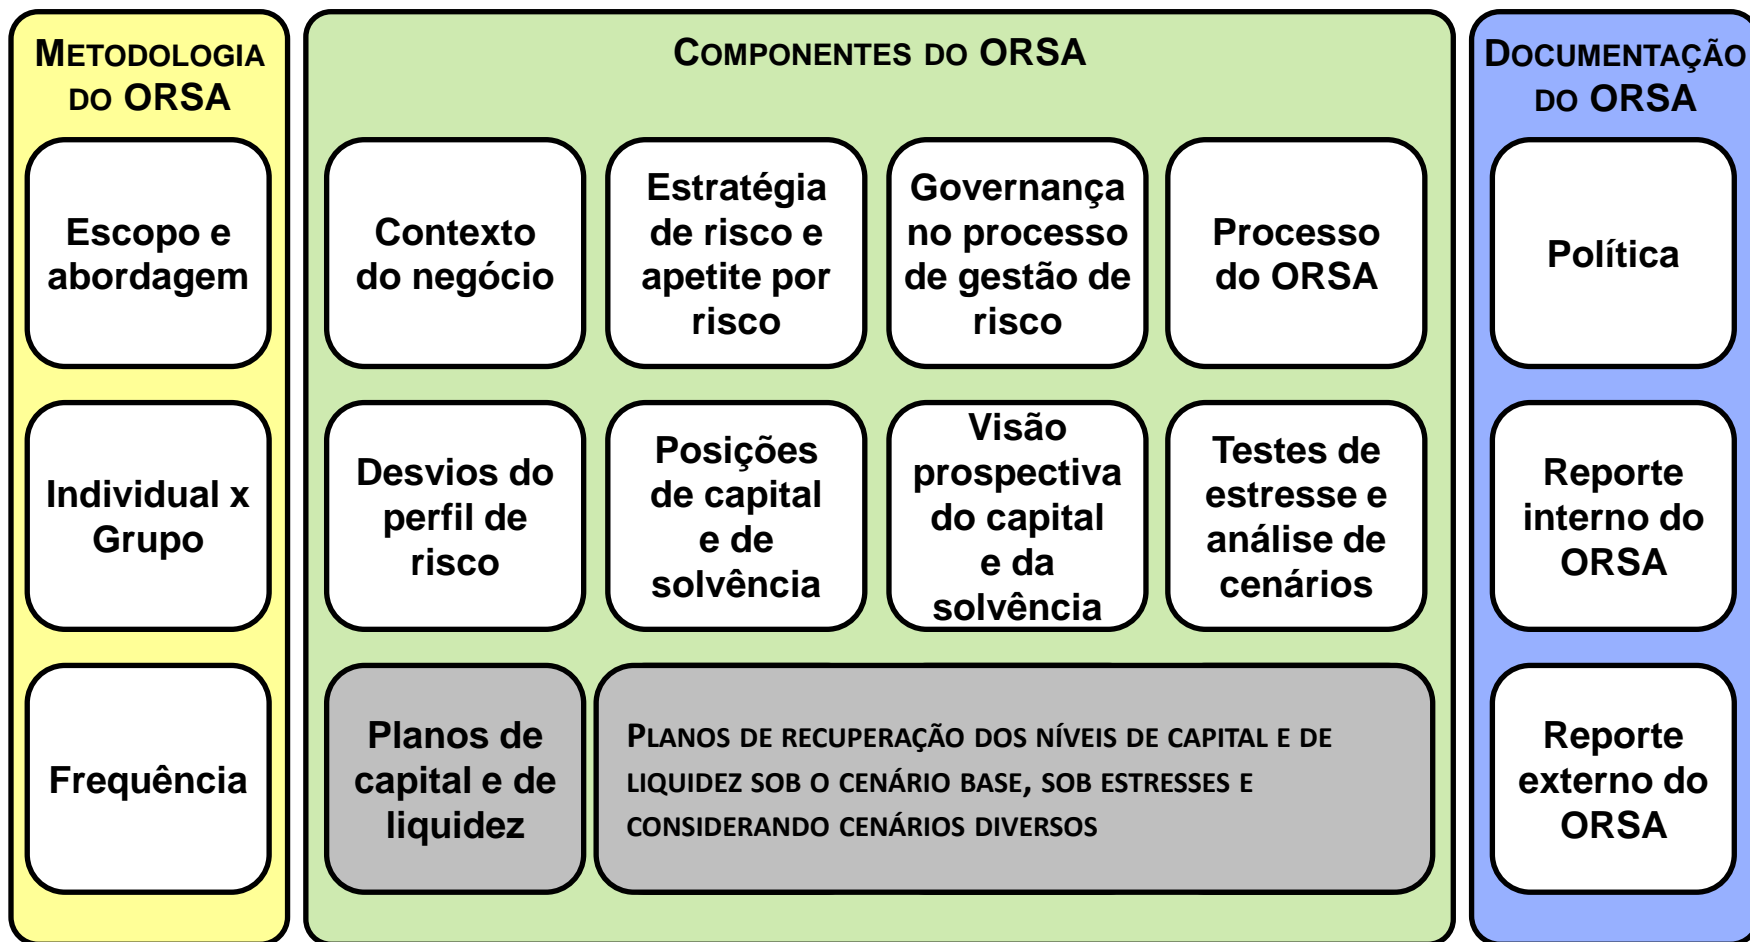 METODOLOGIA
DO ORSA
Escopo e
abordagem
Individual x
Grupo
Frequência
COMPONENTES DO ORSA
Contexto
do negócio
Estratégia
de risco e
apetite por
risco
Governança
no processo
de gestão de
risco
Processo
do ORSA
Desvios do
perfil de
risco
Posições
de capital
e de
solvência
Visão
prospectiva
do capital
e da
solvência
Testes de
estresse e
análise de
cenários
Planos de
capital e de
liquidez
PLANOS DE RECUPERAÇÃO DOS NÍVEIS DE CAPITAL E DE
LIQUIDEZ SOB O CENÁRIO BASE, SOB ESTRESSES E
CONSIDERANDO CENÁRIOS DIVERSOS
DOCUMENTAÇÃO
DO ORSA
Política
Reporte
interno do
ORSA
Reporte
externo do
ORSA